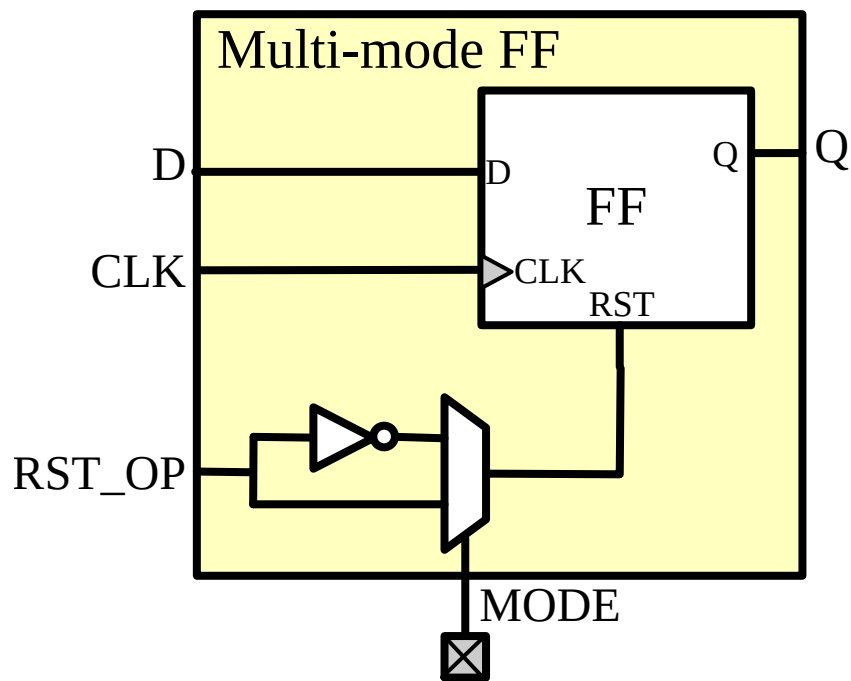 Multi-mode FF
D
D
Q
Q
FF
CLK
CLK
RST
RST_OP
MODE